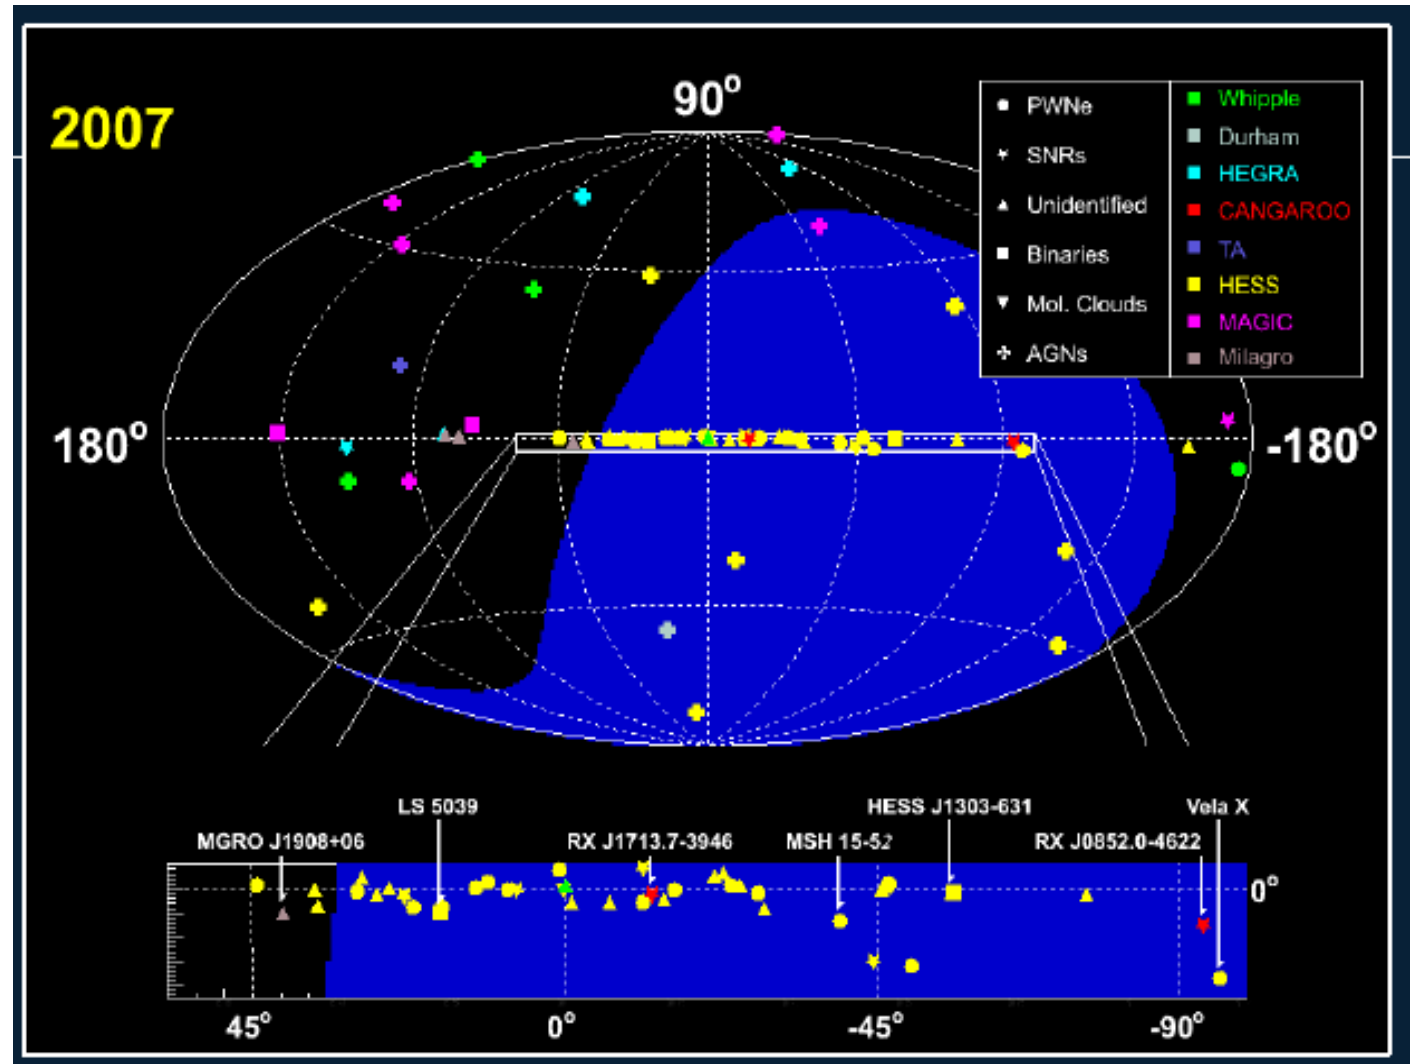 2007
90°
180°
-180°
PWNe
SNRs
Unidentified
Binaries
Mol. Clouds
AGNs
Whipple
Durham
HEGRA
CANGAROO
TA
HESS
MAGIC
Milagro
LS 5039
HESS J1303-631
Vela X
MGRO J1908+06
RX J1713.7-3946
MSH 15-52
RX J0852.0-4622
0°
45°
0°
-45°
-90°